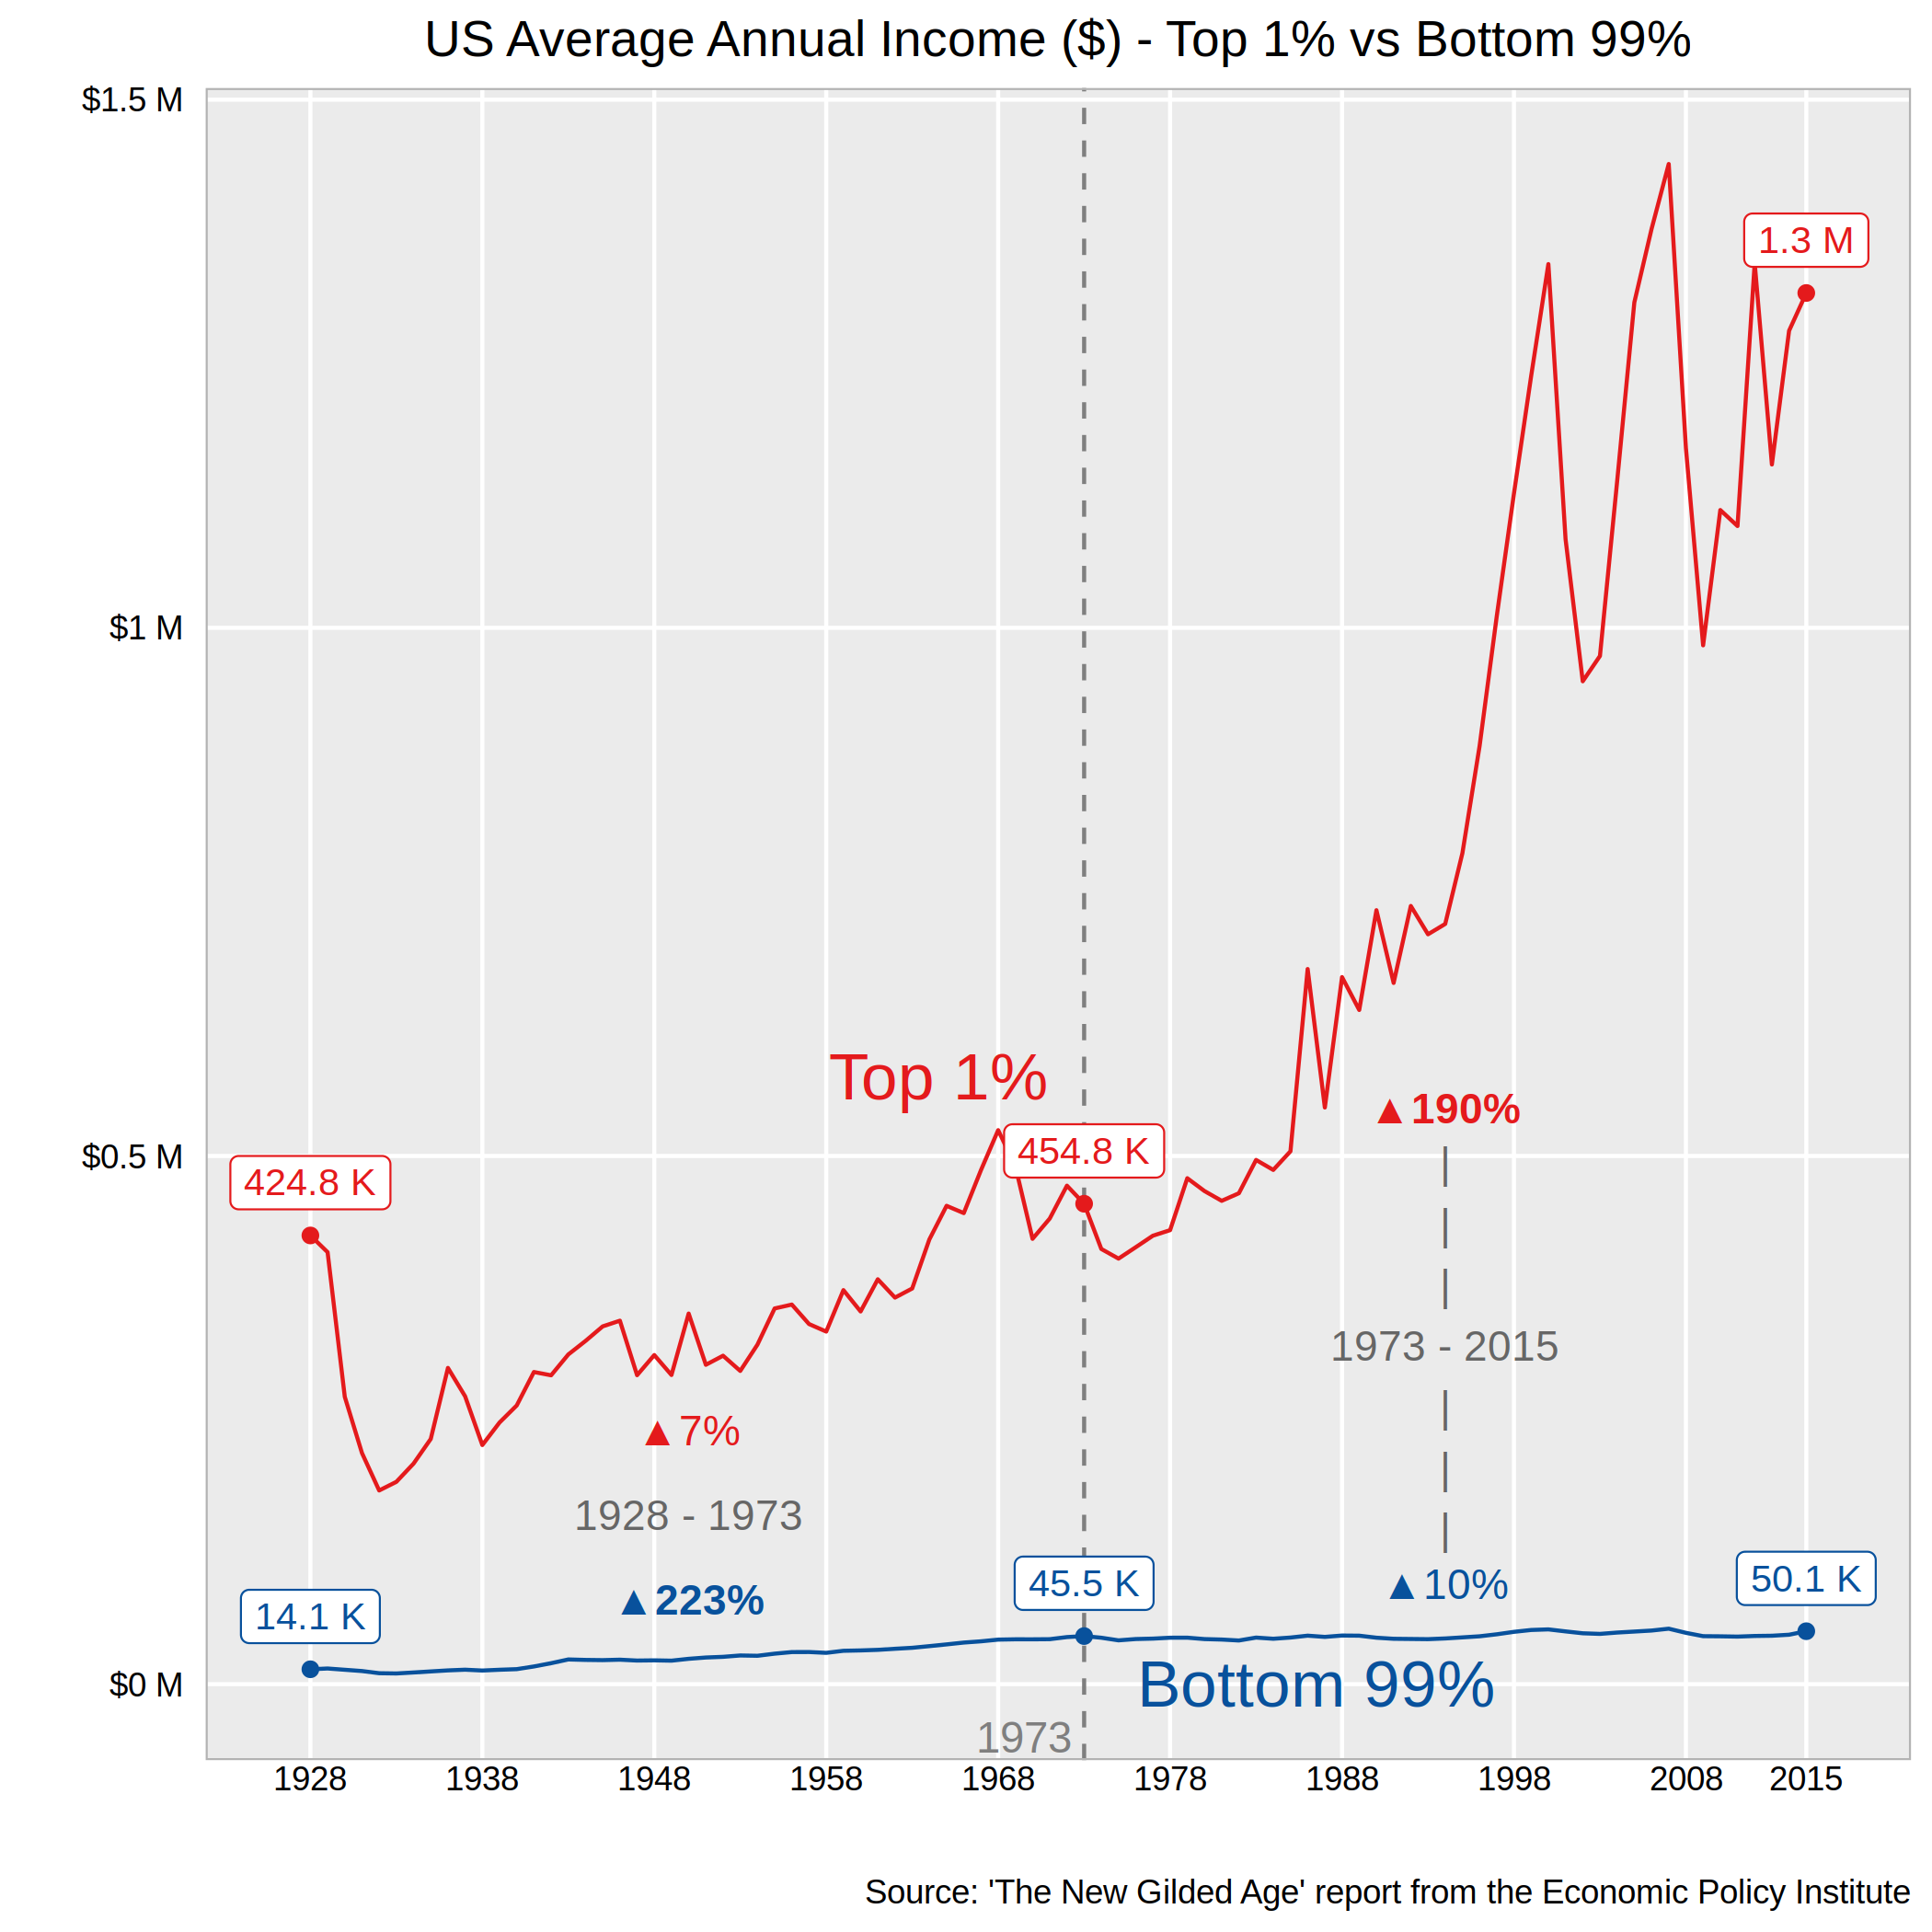 US Average Annual Income ($) - Top 1% vs Bottom 99%
$1.5 M
1.3 M
$1 M
Top 1%
▲190%
$0.5 M
454.8 K
424.8 K
|
|
|
1973 - 2015
|
|
|
▲7%
1928 - 1973
▲223%
14.1 K
45.5 K
▲10%
50.1 K
$0 M
Bottom 99%
1973
1928 1938 1948 1958 1968 1978 1988 1998 2008 2015
Source: 'The New Gilded Age' report from the Economic Policy Institute